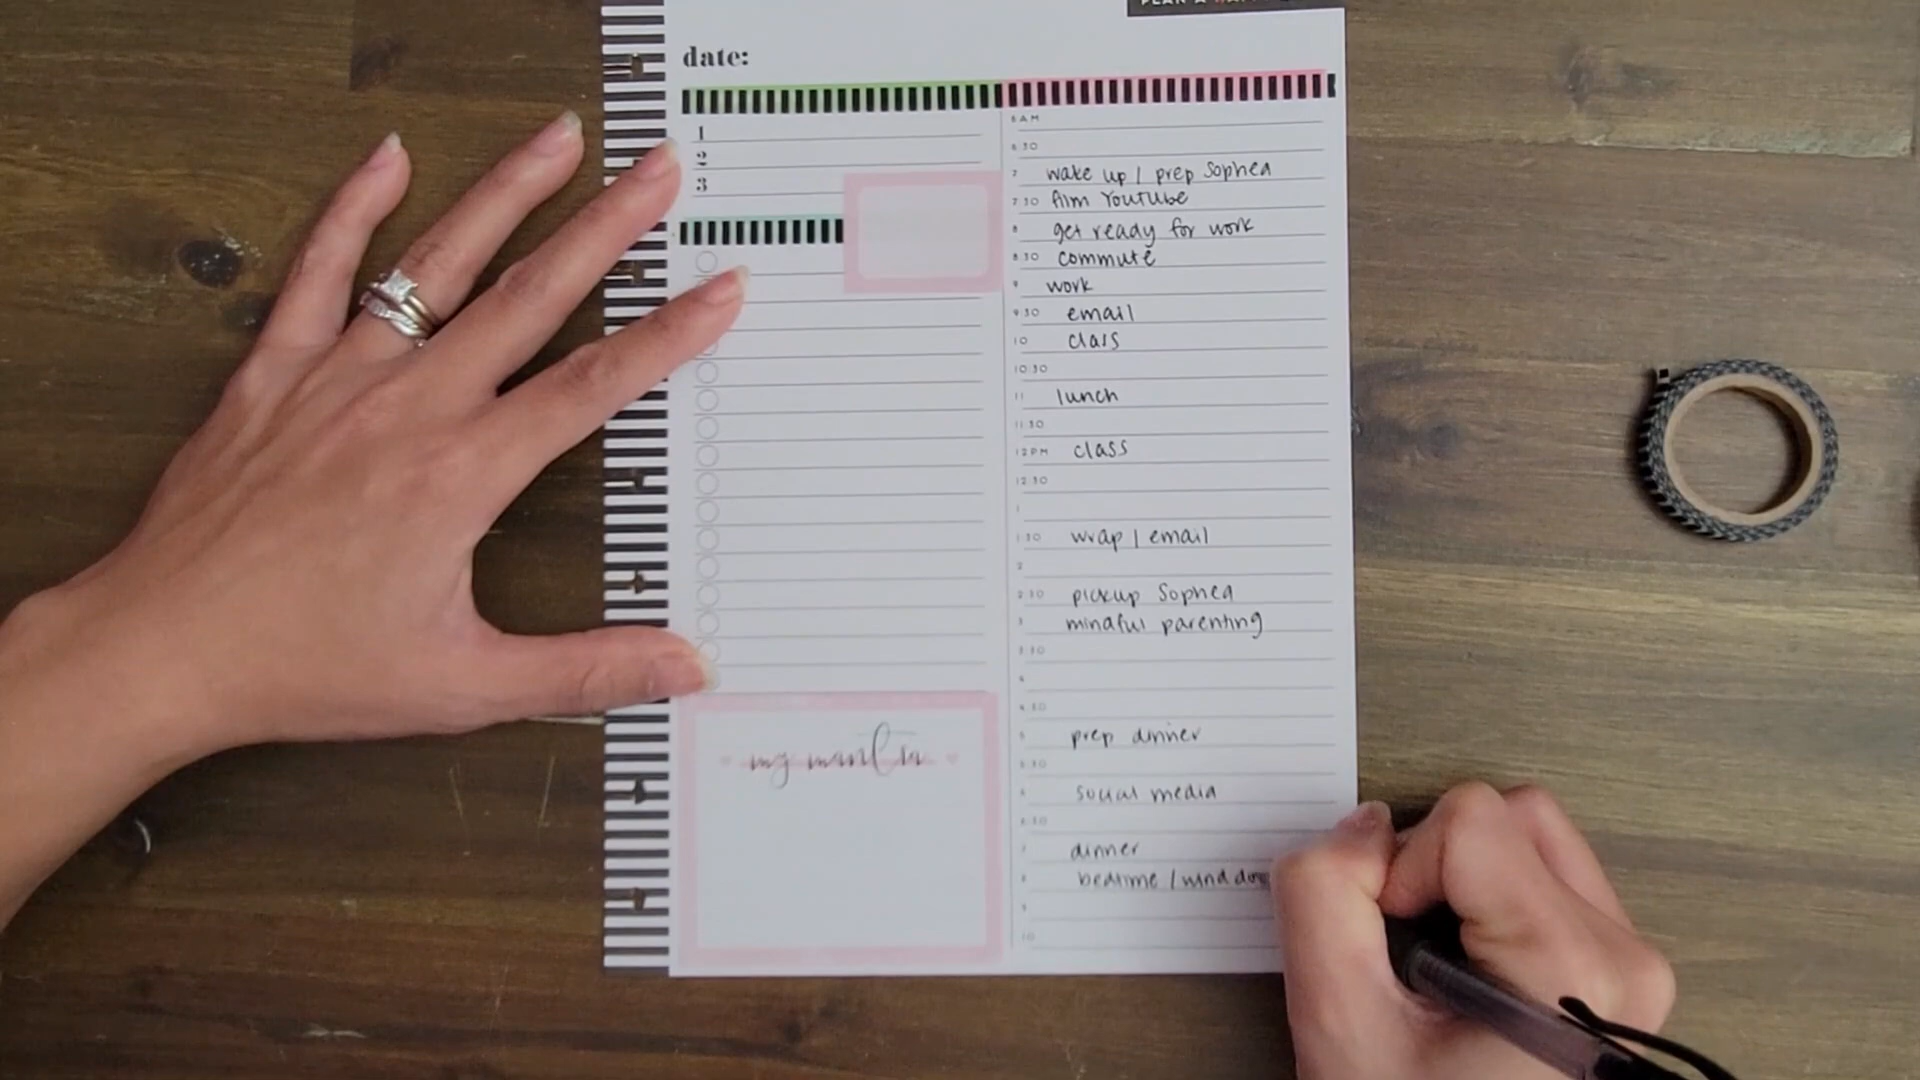 PLAN A
date:
1
2
3
my mantra
6 AM
6:30
7 wake up / prep Sophea
7:30 film YouTube
8 get ready for work
8:30 commute
9 work
9:30 email
10 class
10:30
11 lunch
11:30
12 PM class
12:30
1
1:30 wrap / email
2
2:30 pickup Sophea
3 mindful parenting
3:30
4
4:30
5 prep dinner
5:30
6 social media
6:30
7 dinner
8 bedtime / wind
9
10